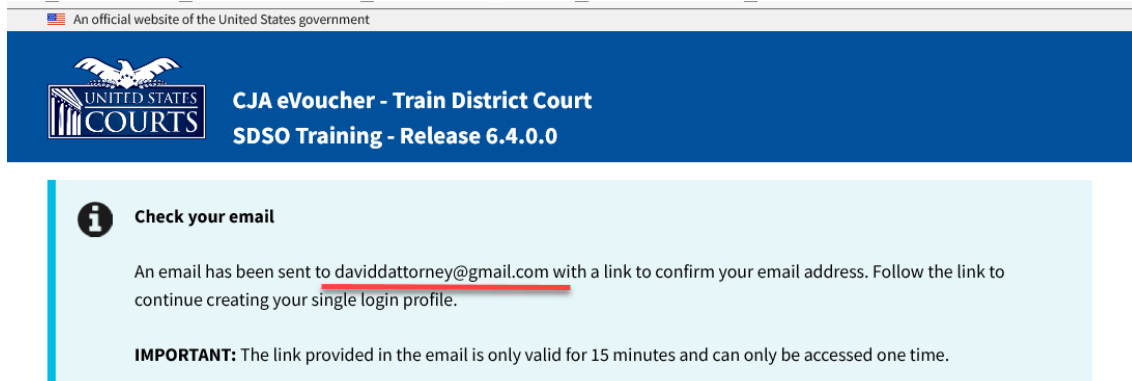 An official website of the United States government
UNITED STATES
COURTS
CJA eVoucher - Train District Court
SDSO Training - Release 6.4.0.0
Check your email
An email has been sent to daviddattorney@gmail.com with a link to confirm your email address. Follow the link to
continue creating your single login profile.
IMPORTANT: The link provided in the email is only valid for 15 minutes and can only be accessed one time.